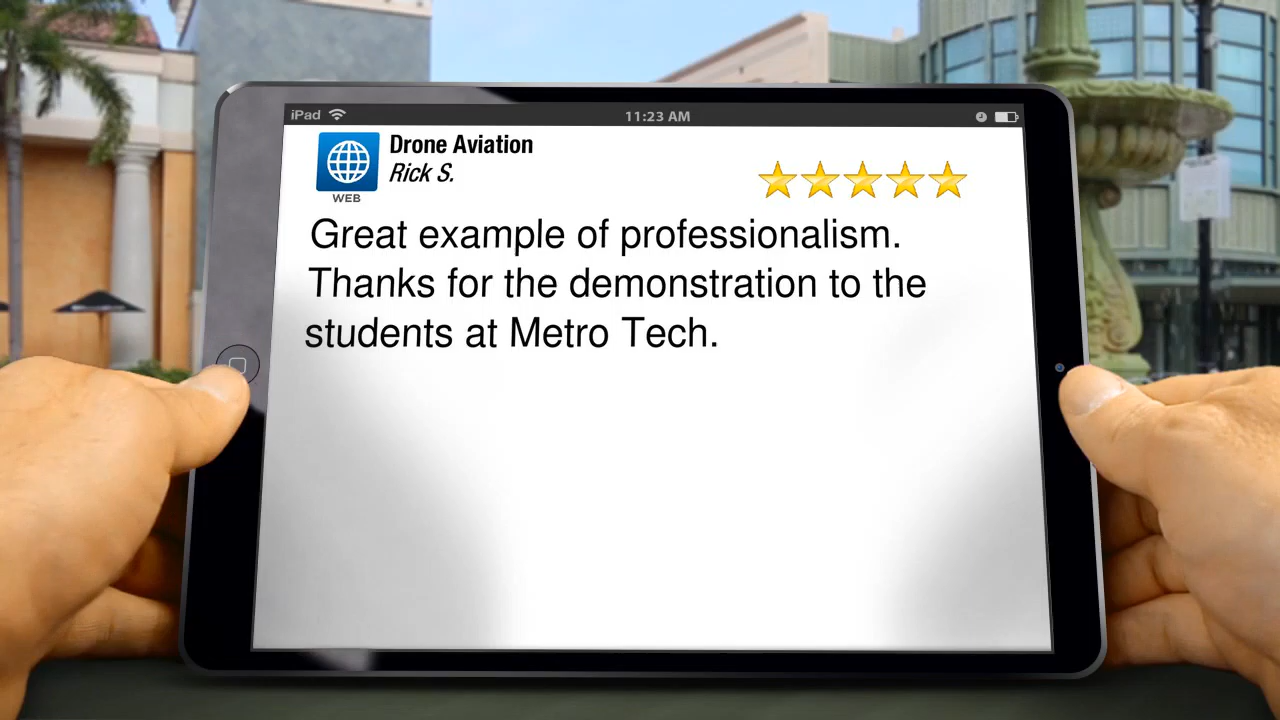 iPad 11:23 AM
Drone Aviation
Rick S.
WEB
Great example of professionalism.
Thanks for the demonstration to the
students at Metro Tech.